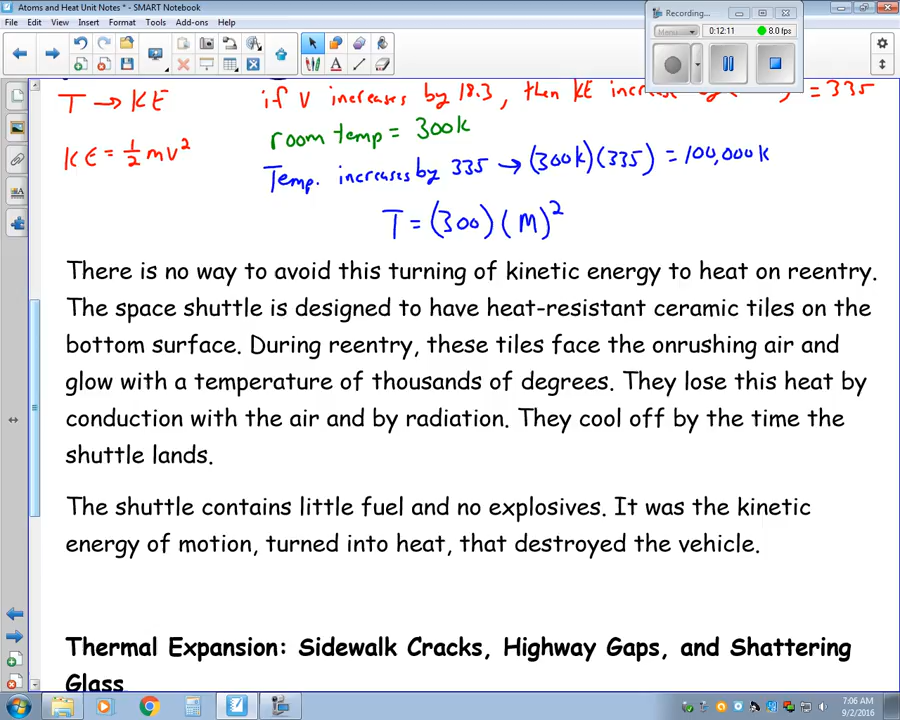 Atoms and Heat Unit Notes * - SMART Notebook
Recording...
File Edit View Insert Format Tools Add-ons Help
Menu
0:12:11
8.0 fps
T → KE
if V increases by 18.3, then KE = 335
room temp = 300K
KE = 1/2 mv²
Temp. increases by 335 → (300K)(335) = 100,000K
T = (300)(M)²
There is no way to avoid this turning of kinetic energy to heat on reentry.
The space shuttle is designed to have heat-resistant ceramic tiles on the
bottom surface. During reentry, these tiles face the onrushing air and
glow with a temperature of thousands of degrees. They lose this heat by
conduction with the air and by radiation. They cool off by the time the
shuttle lands.
The shuttle contains little fuel and no explosives. It was the kinetic
energy of motion, turned into heat, that destroyed the vehicle.
Thermal Expansion: Sidewalk Cracks, Highway Gaps, and Shattering
Glass
7:06 AM
9/2/2016